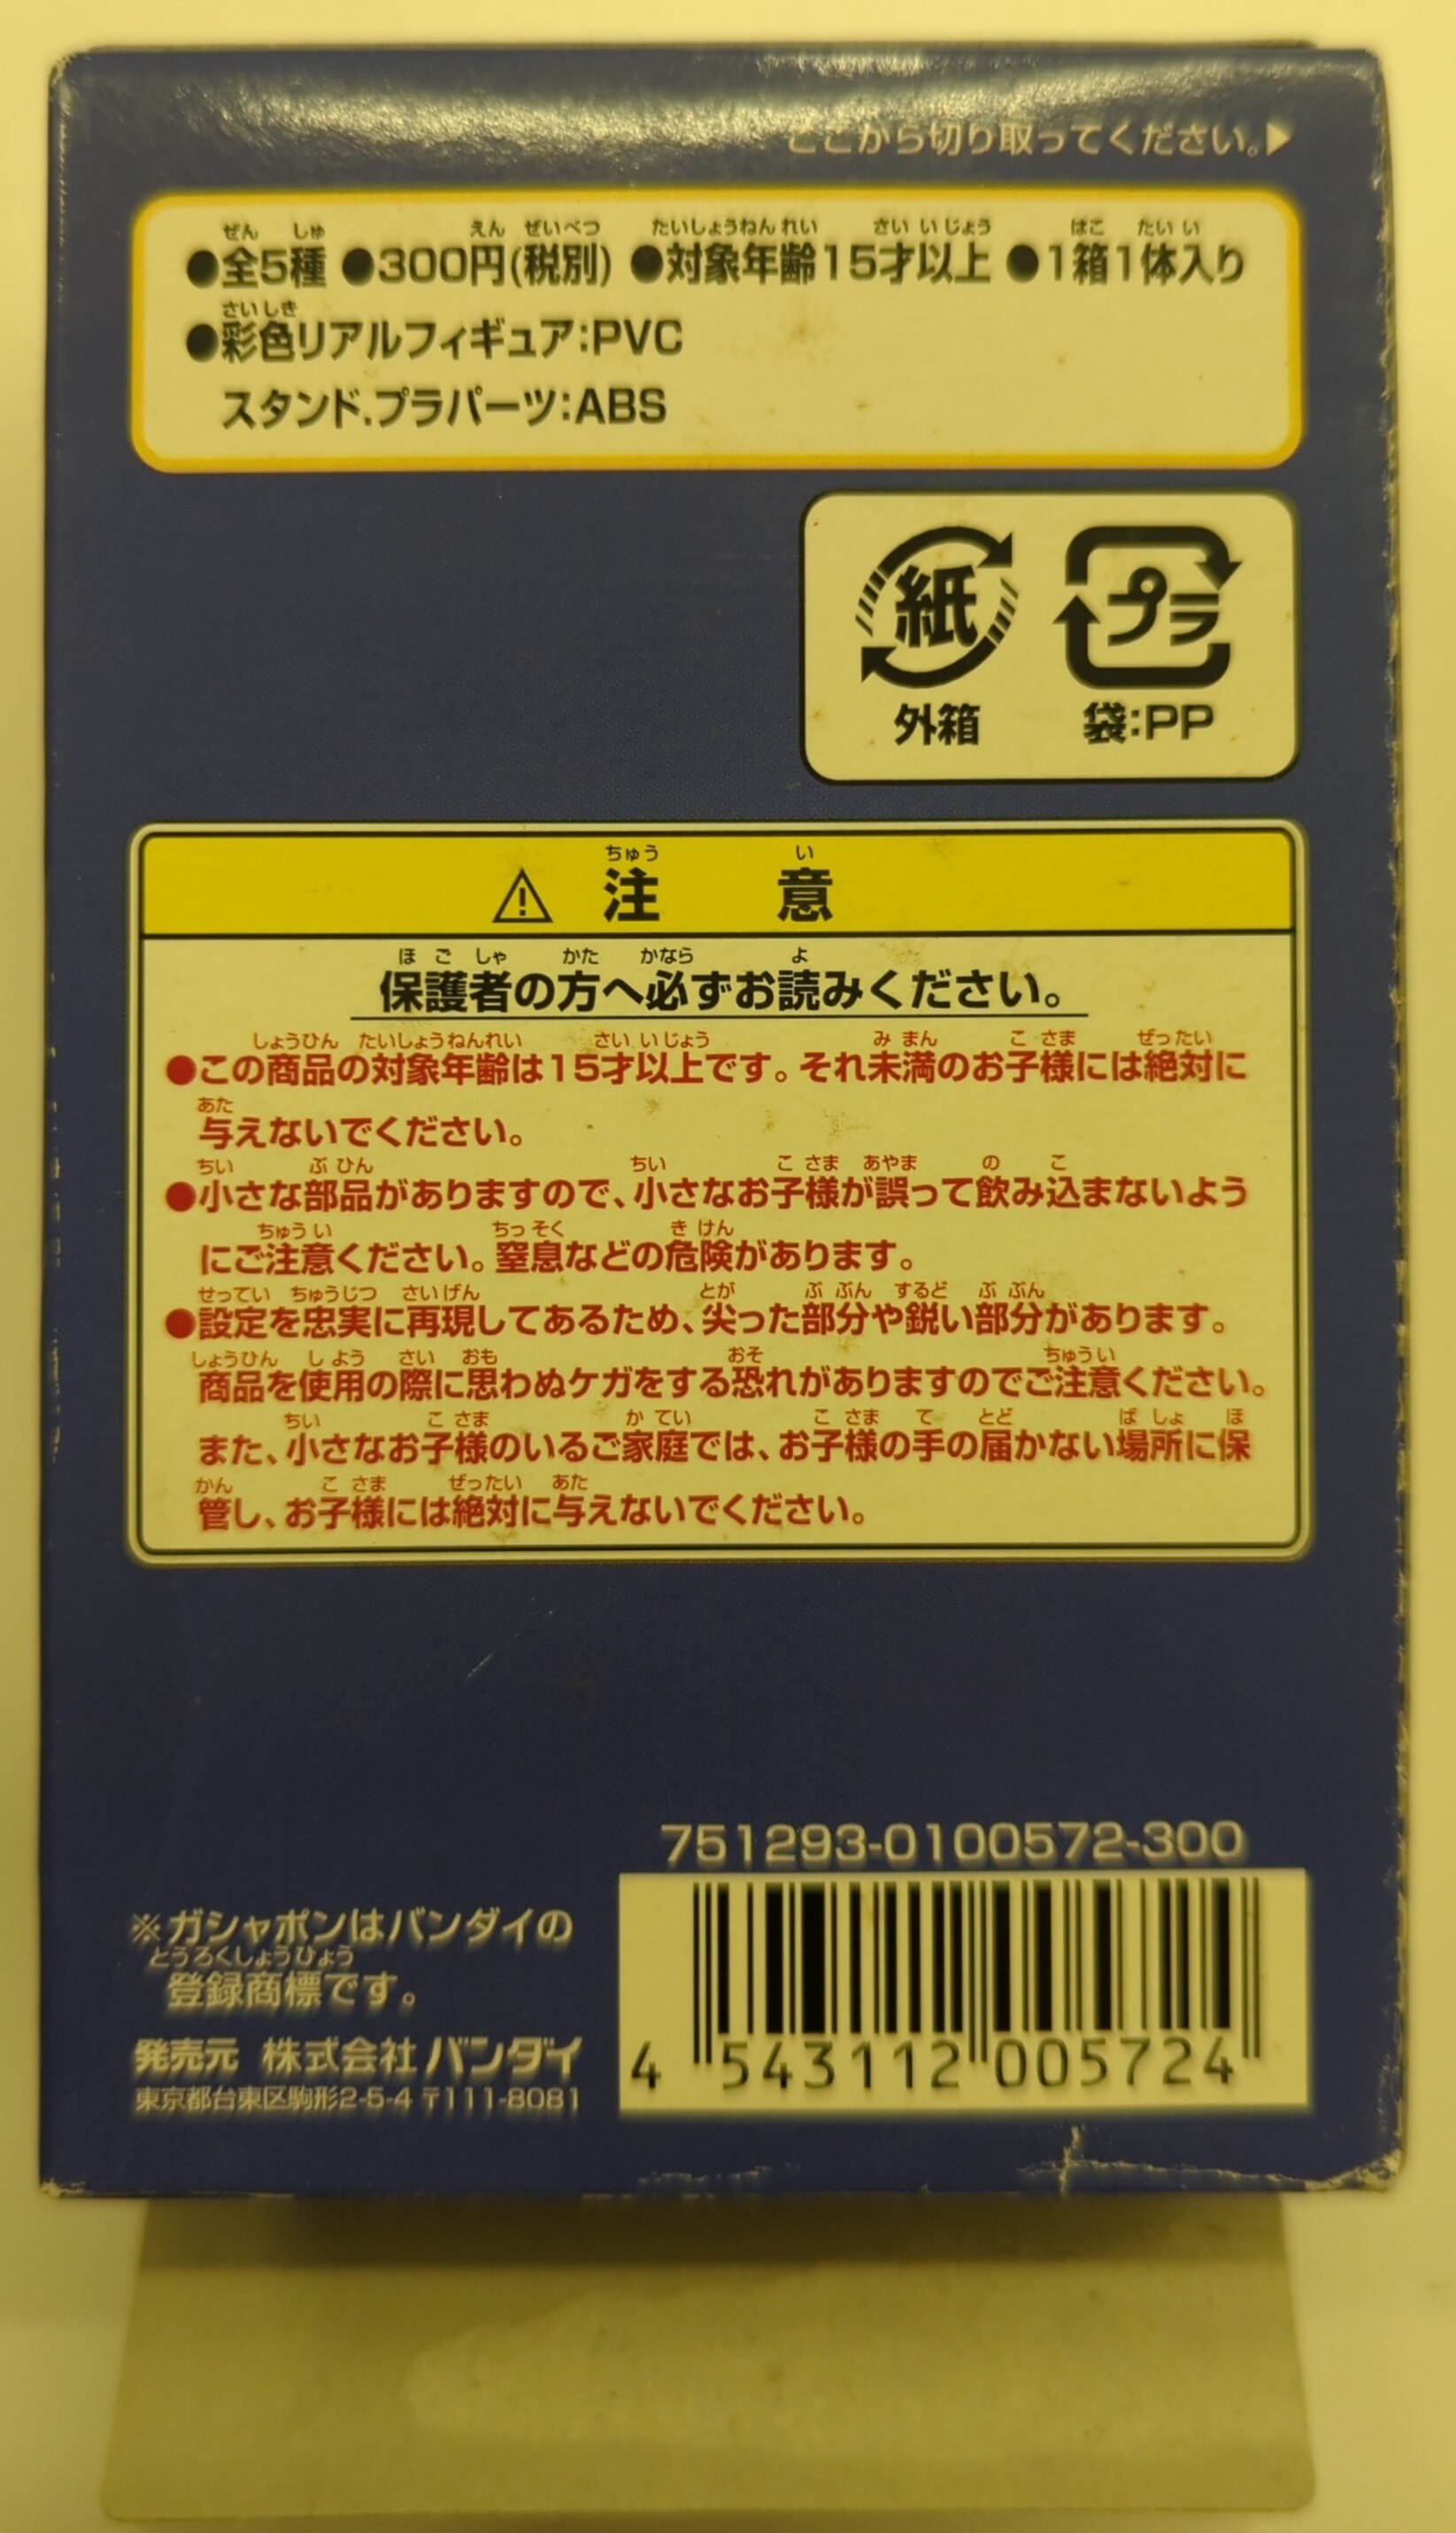 ここから切り取ってください。▶
●全5種 ●300円(税別) ●対象年齢15才以上 ●1箱1体入り
●彩色リアルフィギュア:PVC
スタンド.プラパーツ:ABS
紙 プラ
外箱 袋:PP
⚠ 注意
保護者の方へ必ずお読みください。
●この商品の対象年齢は15才以上です。それ未満のお子様には絶対に
与えないでください。
●小さな部品がありますので、小さなお子様が誤って飲み込まないよう
にご注意ください。窒息などの危険があります。
●設定を忠実に再現してあるため、尖った部分や鋭い部分があります。
商品を使用の際に思わぬケガをする恐れがありますのでご注意ください。
また、小さなお子様のいるご家庭では、お子様の手の届かない場所に保
管し、お子様には絶対に与えないでください。
751293-0100572-300
※ガシャポンはバンダイの
登録商標です。
発売元 株式会社 バンダイ
東京都台東区駒形2-5-4 〒111-8081
4 543112 005724